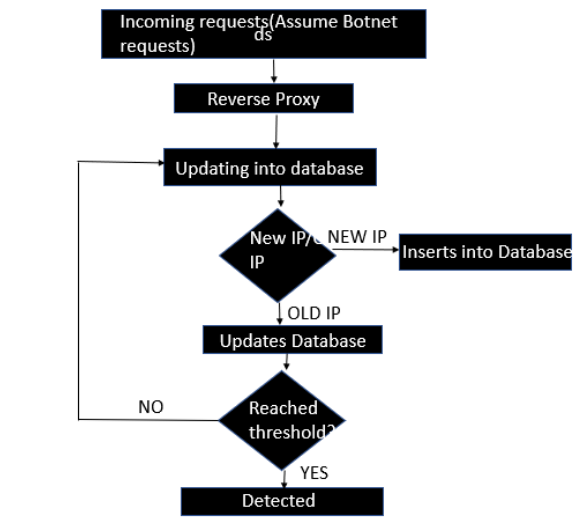 Incoming requests(Assume Botnet
ds
requests)
Reverse Proxy
Updating into database
New IP/
IP
NEW IP
Inserts into Database
OLD IP
Updates Database
Reached
threshold?
NO
YES
Detected